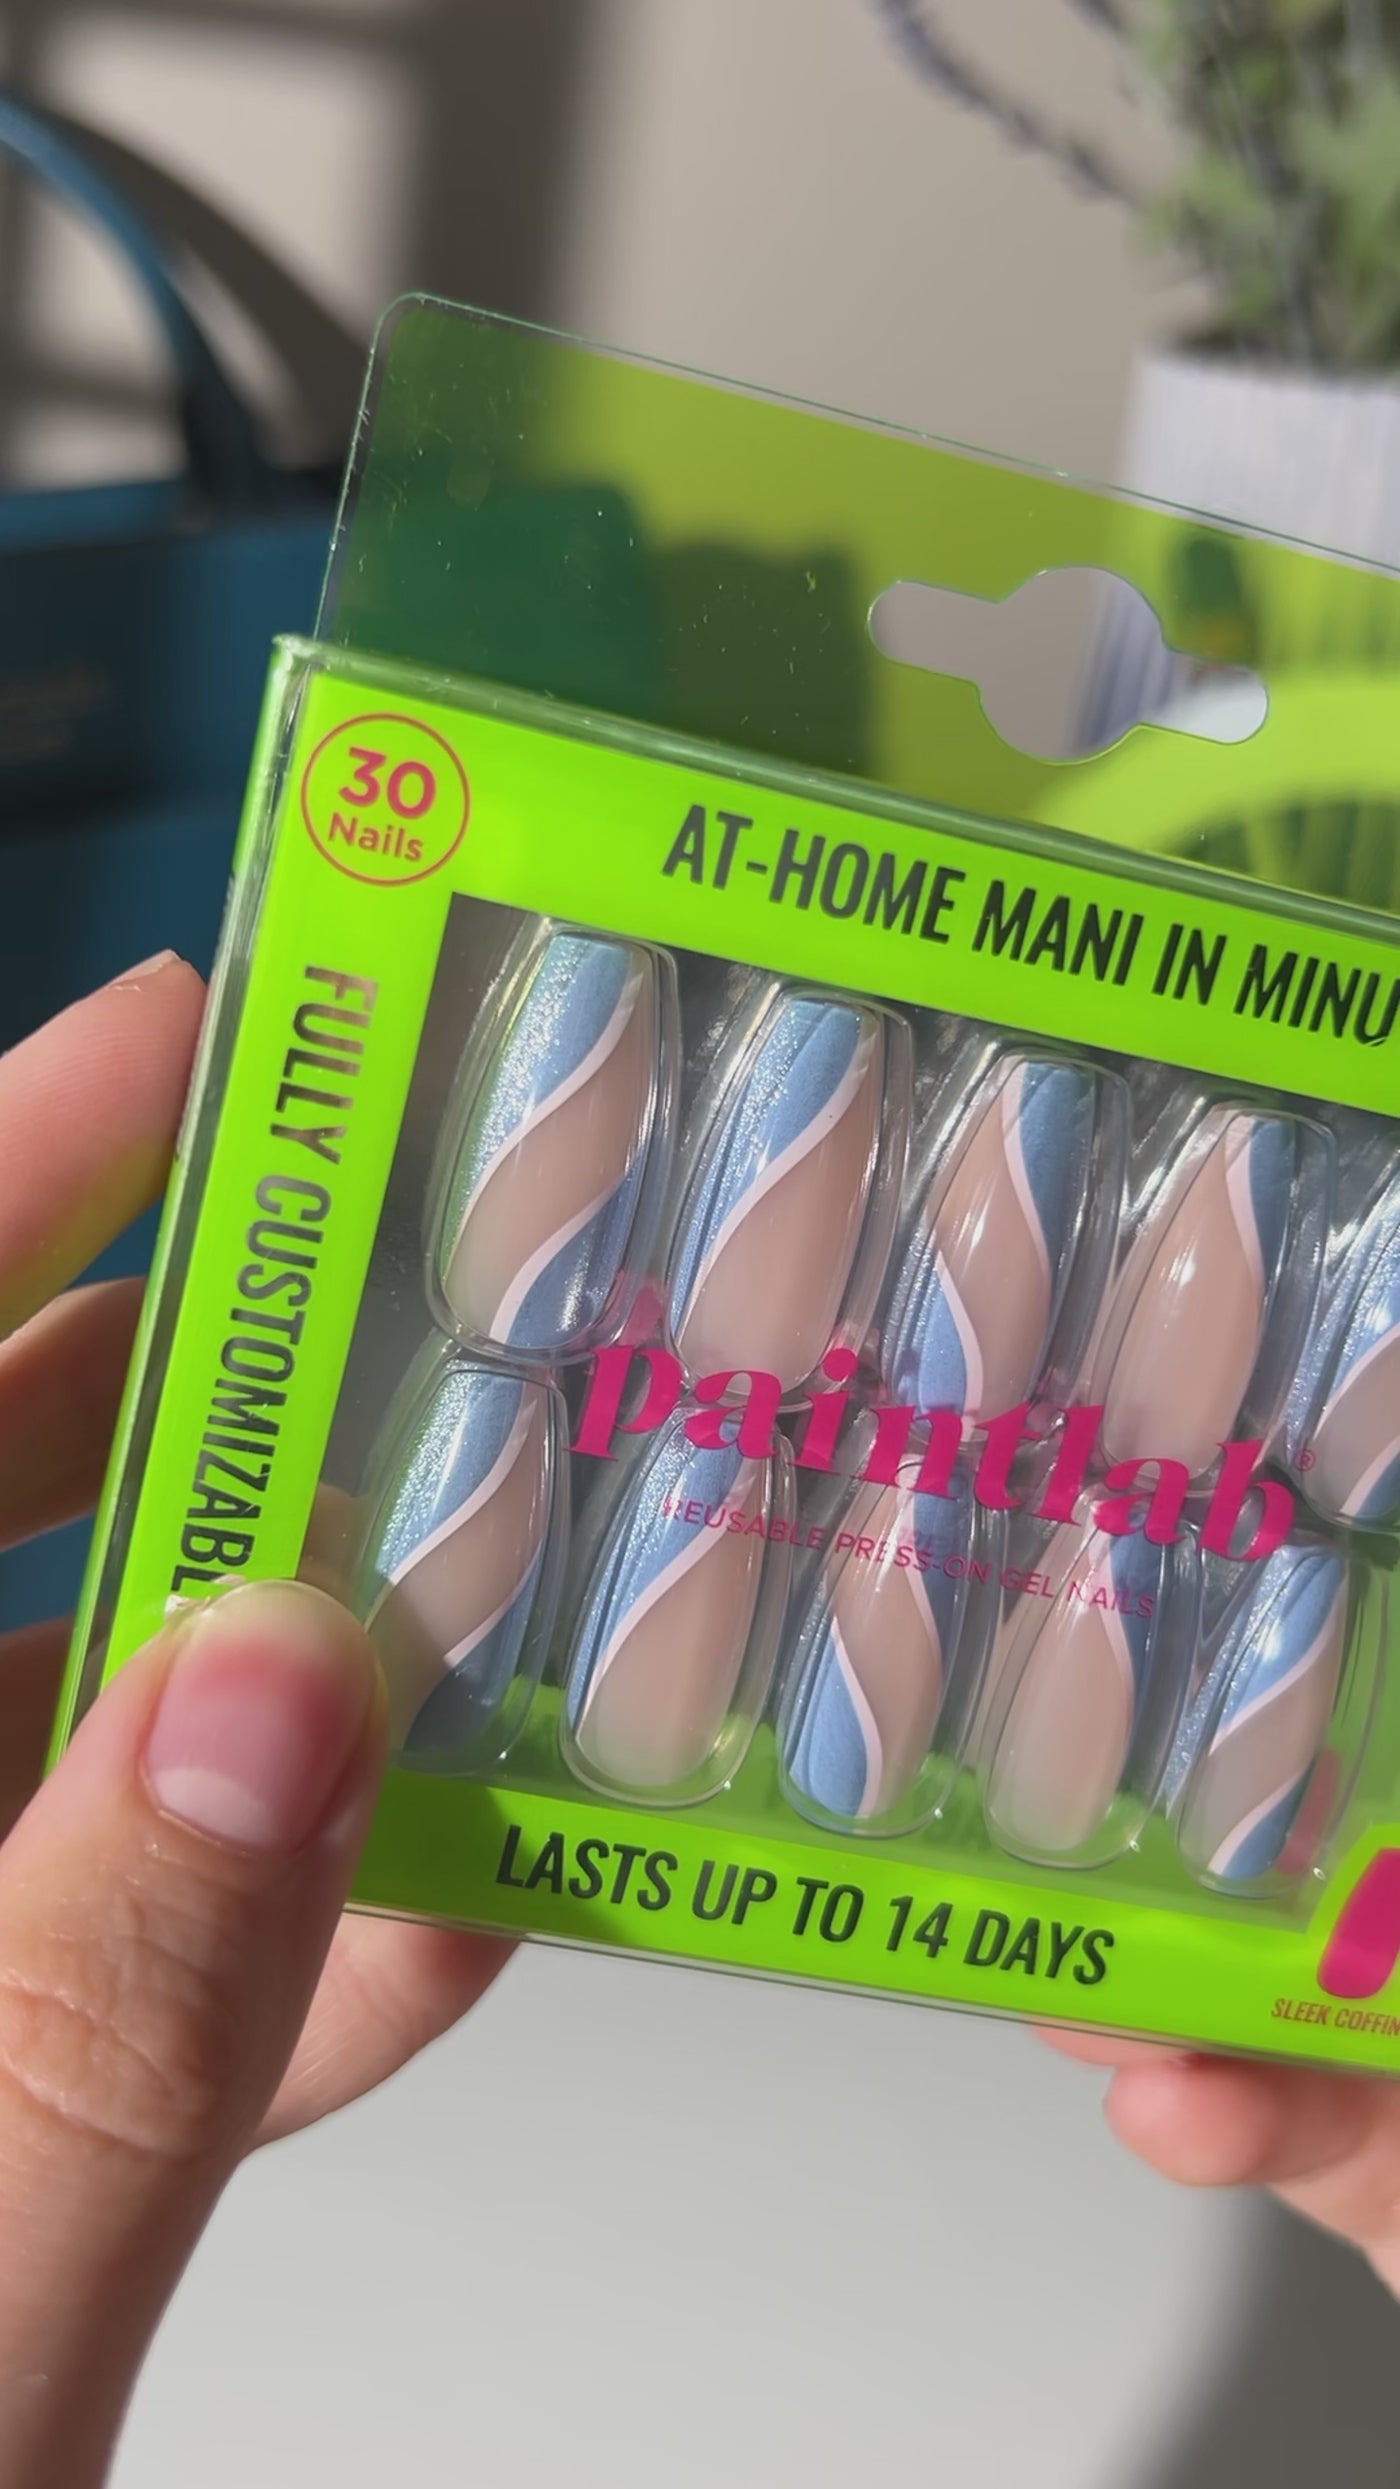 30
Nails
AT-HOME MANI IN MINU
FULLY CUSTOMIZABL
paintlab®
REUSABLE PRESS-ON GEL NAILS
LASTS UP TO 14 DAYS
SLEEK COFFIN